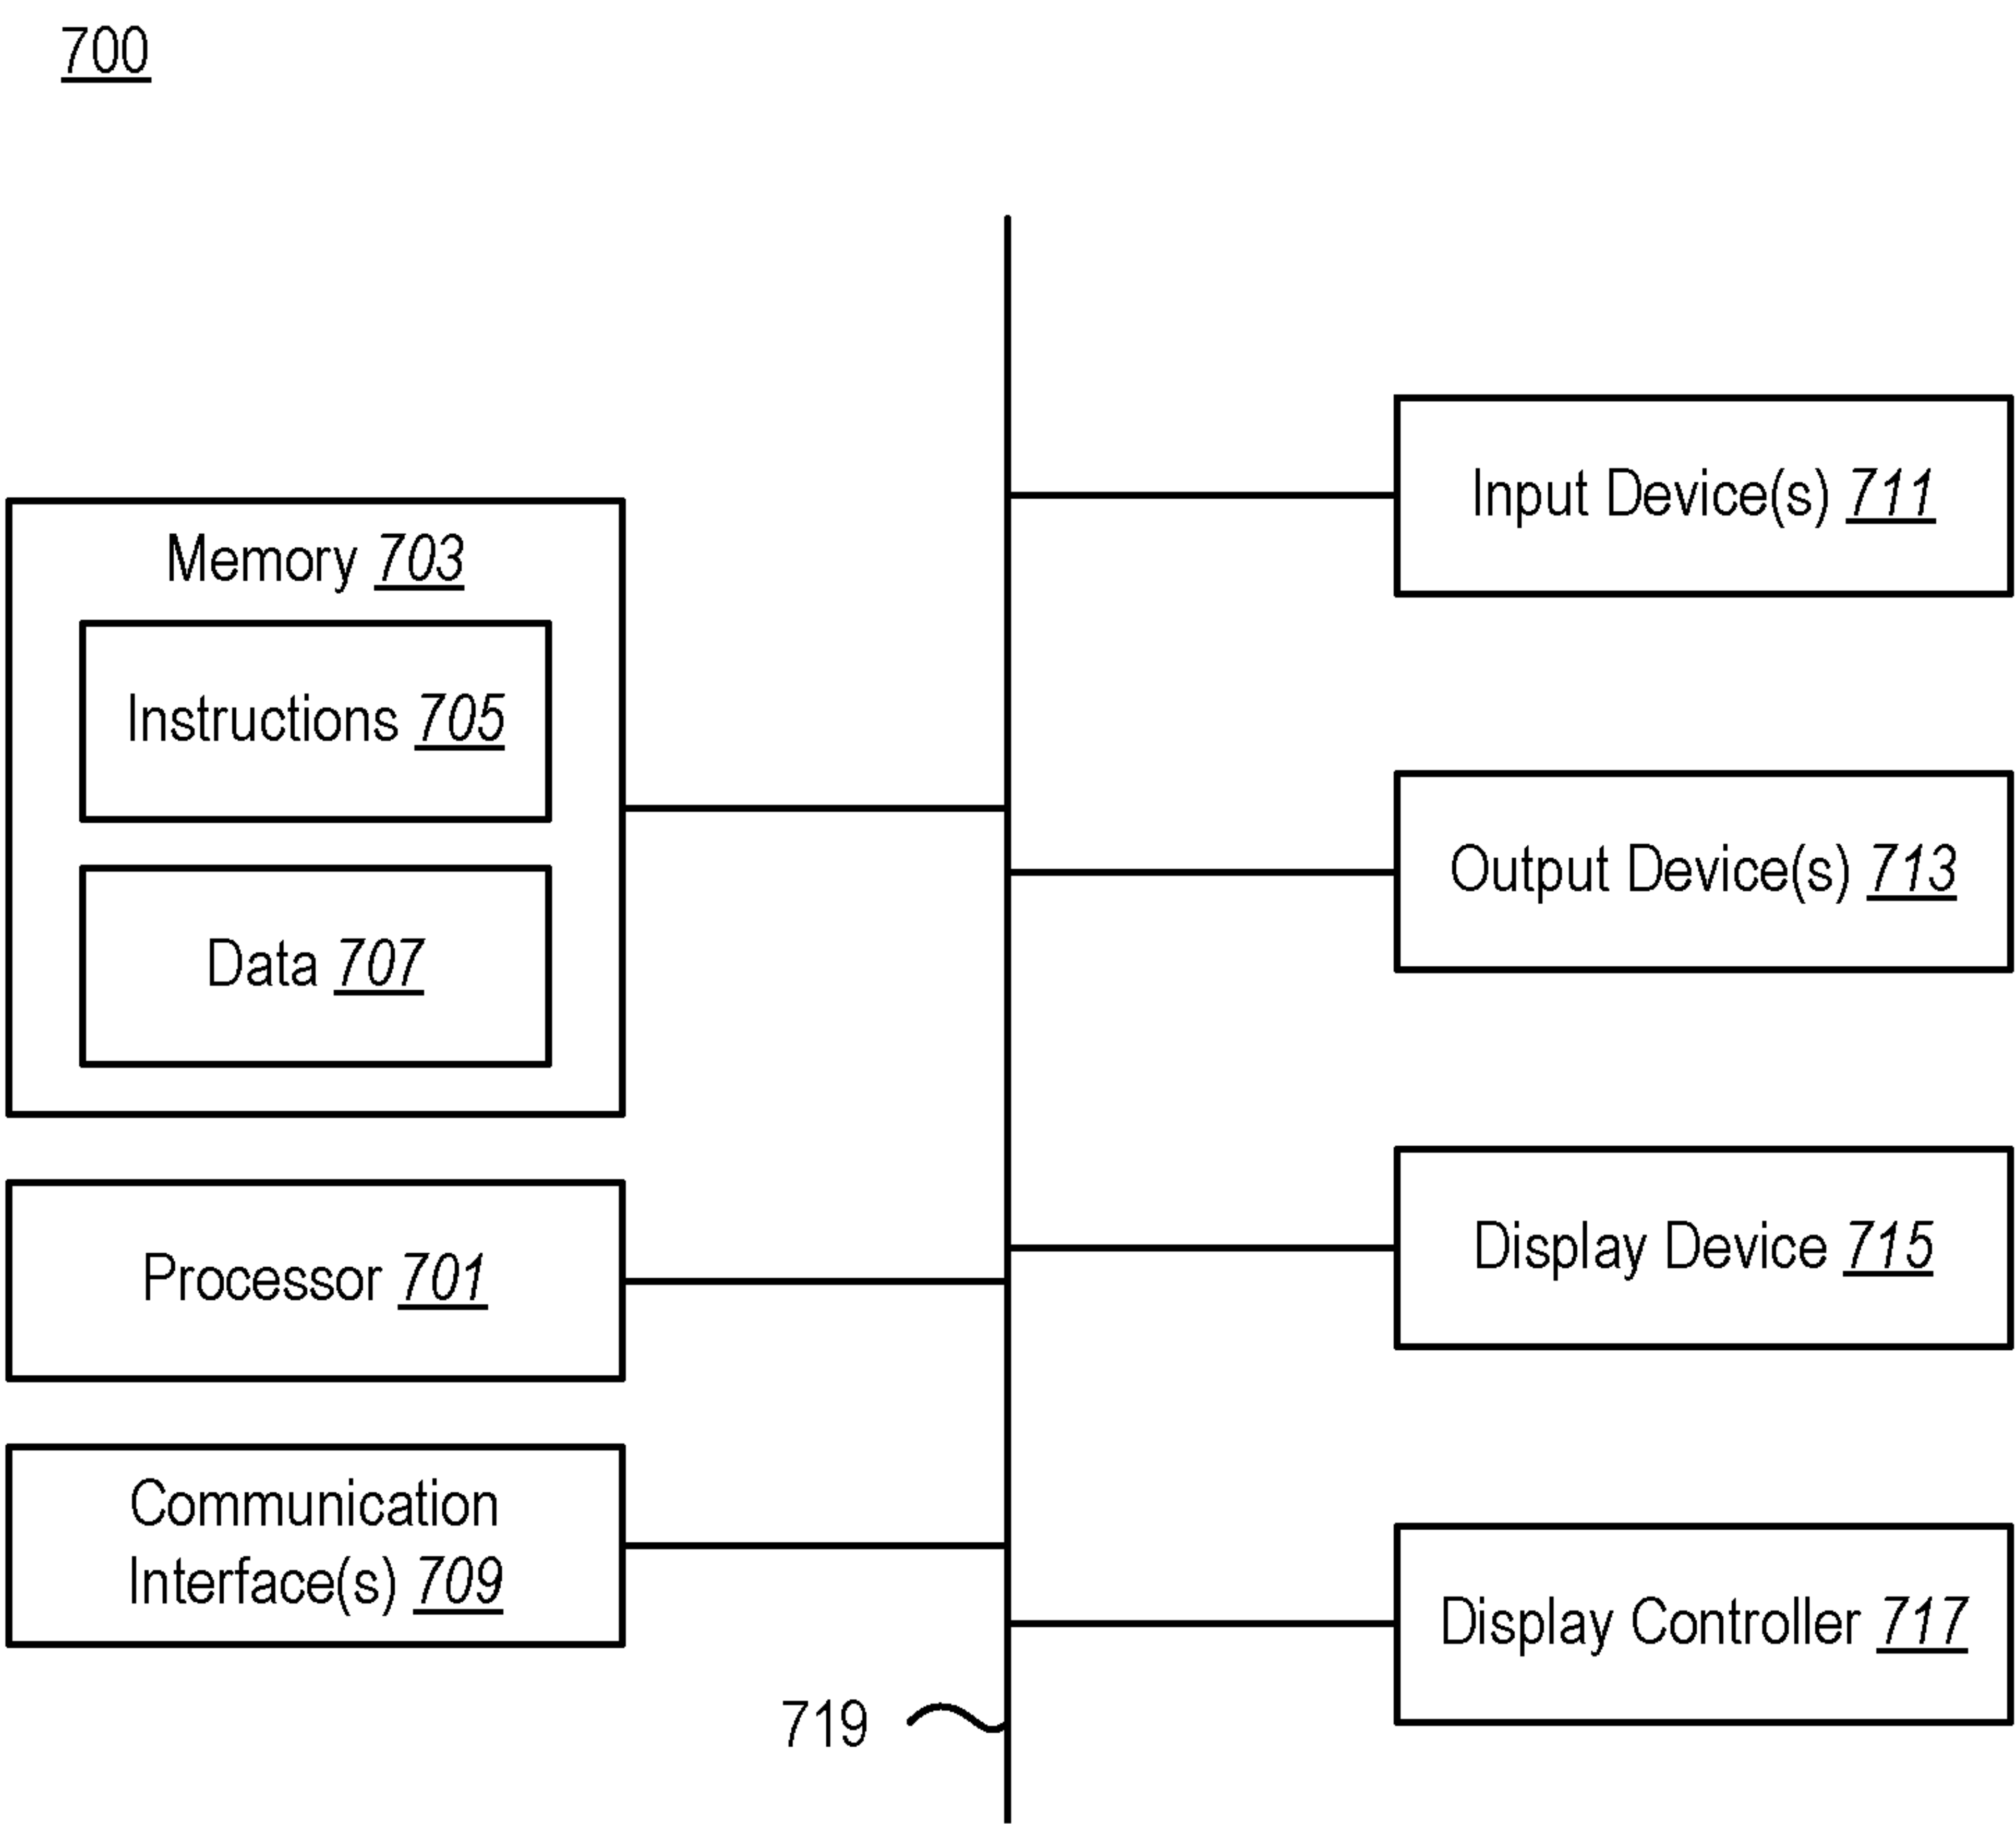 700
Memory 703
Instructions 705
Data 707
Processor 701
Communication
Interface(s) 709
Input Device(s) 711
Output Device(s) 713
Display Device 715
Display Controller 717
719